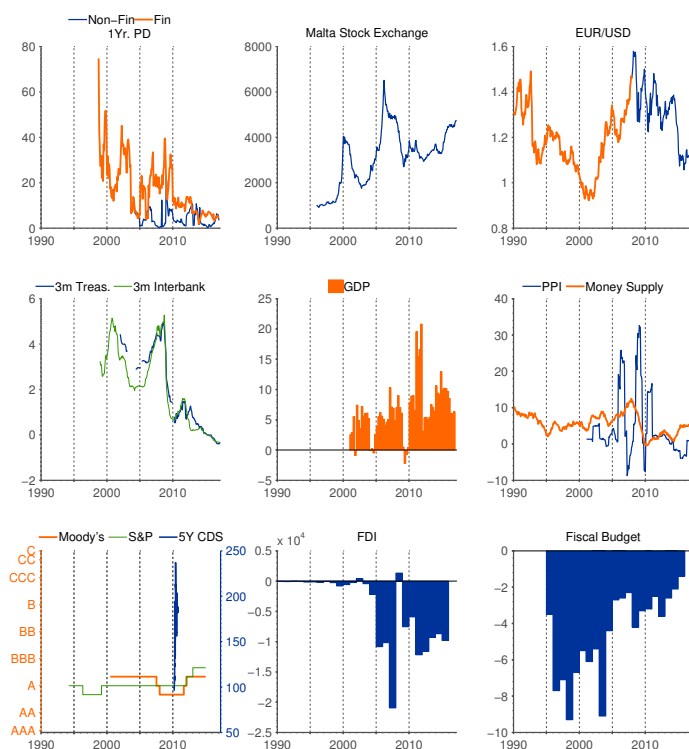 Non−Fin Fin
1Yr. PD
80
60
40
20
0
1990 2000 2010
Malta Stock Exchange
8000
6000
4000
2000
0
1990 2000 2010
EUR/USD
1.6
1.4
1.2
1
0.8
1990 2000 2010
3m Treas. 3m Interbank
6
4
2
0
−2
1990 2000 2010
GDP
25
20
15
10
5
0
−5
1990 2000 2010
PPI Money Supply
40
30
20
10
0
−10
1990 2000 2010
Moody's S&P 5Y CDS
C
CC
CCC
B
BB
BBB
A
AA
AAA
250
200
150
100
50
1990 2000 2010
FDI
x 10^4
0.5
0
−0.5
−1
−1.5
−2
−2.5
1990 2000 2010
Fiscal Budget
0
−2
−4
−6
−8
−10
1990 2000 2010